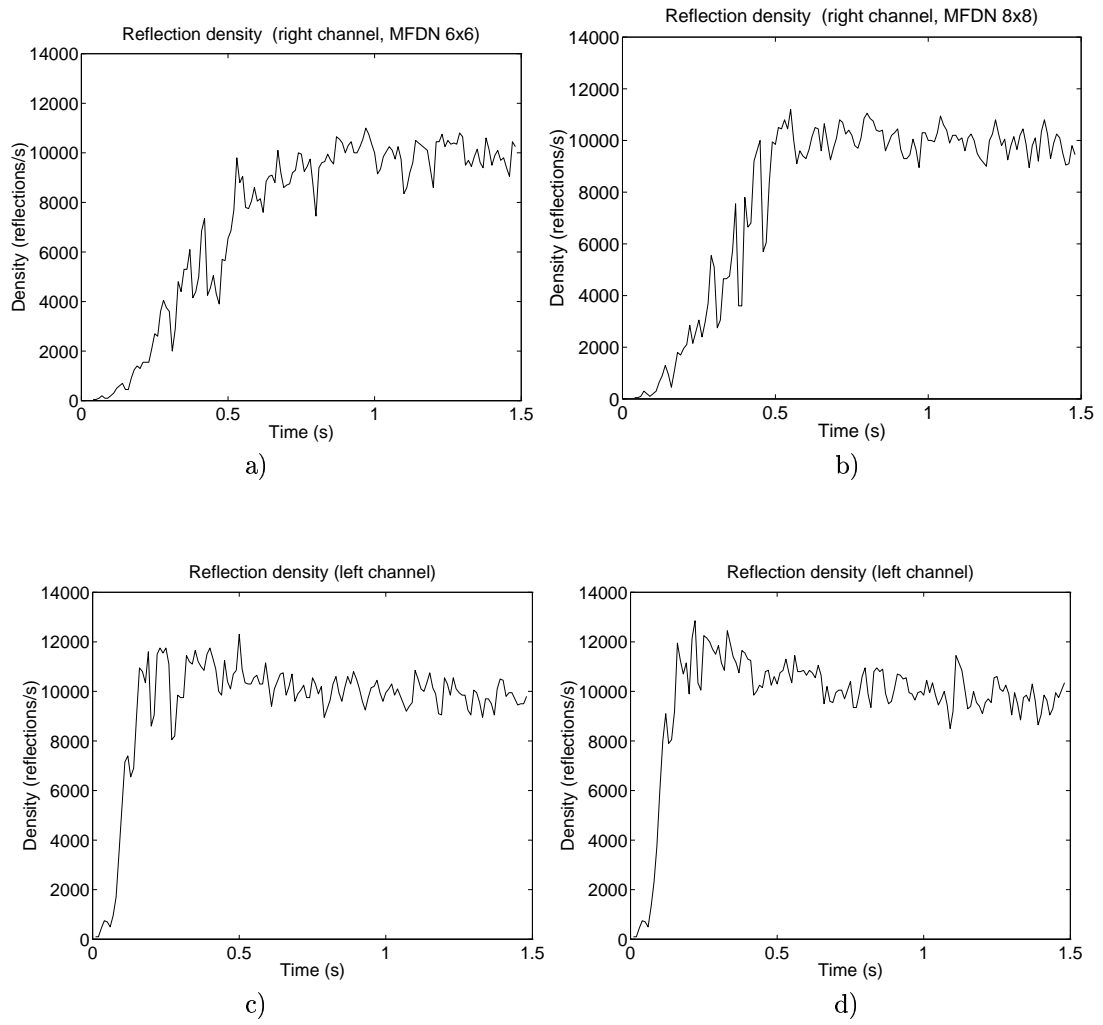 Reflection density (right channel, MFDN 6x6)
14000
12000
10000
8000
6000
4000
2000
0
Density (reflections/s)
0 0.5 1 1.5
Time (s)
a)
Reflection density (right channel, MFDN 8x8)
14000
12000
10000
8000
6000
4000
2000
0
Density (reflections/s)
0 0.5 1 1.5
Time (s)
b)
Reflection density (left channel)
14000
12000
10000
8000
6000
4000
2000
0
Density (reflections/s)
0 0.5 1 1.5
Time (s)
c)
Reflection density (left channel)
14000
12000
10000
8000
6000
4000
2000
0
Density (reflections/s)
0 0.5 1 1.5
Time (s)
d)